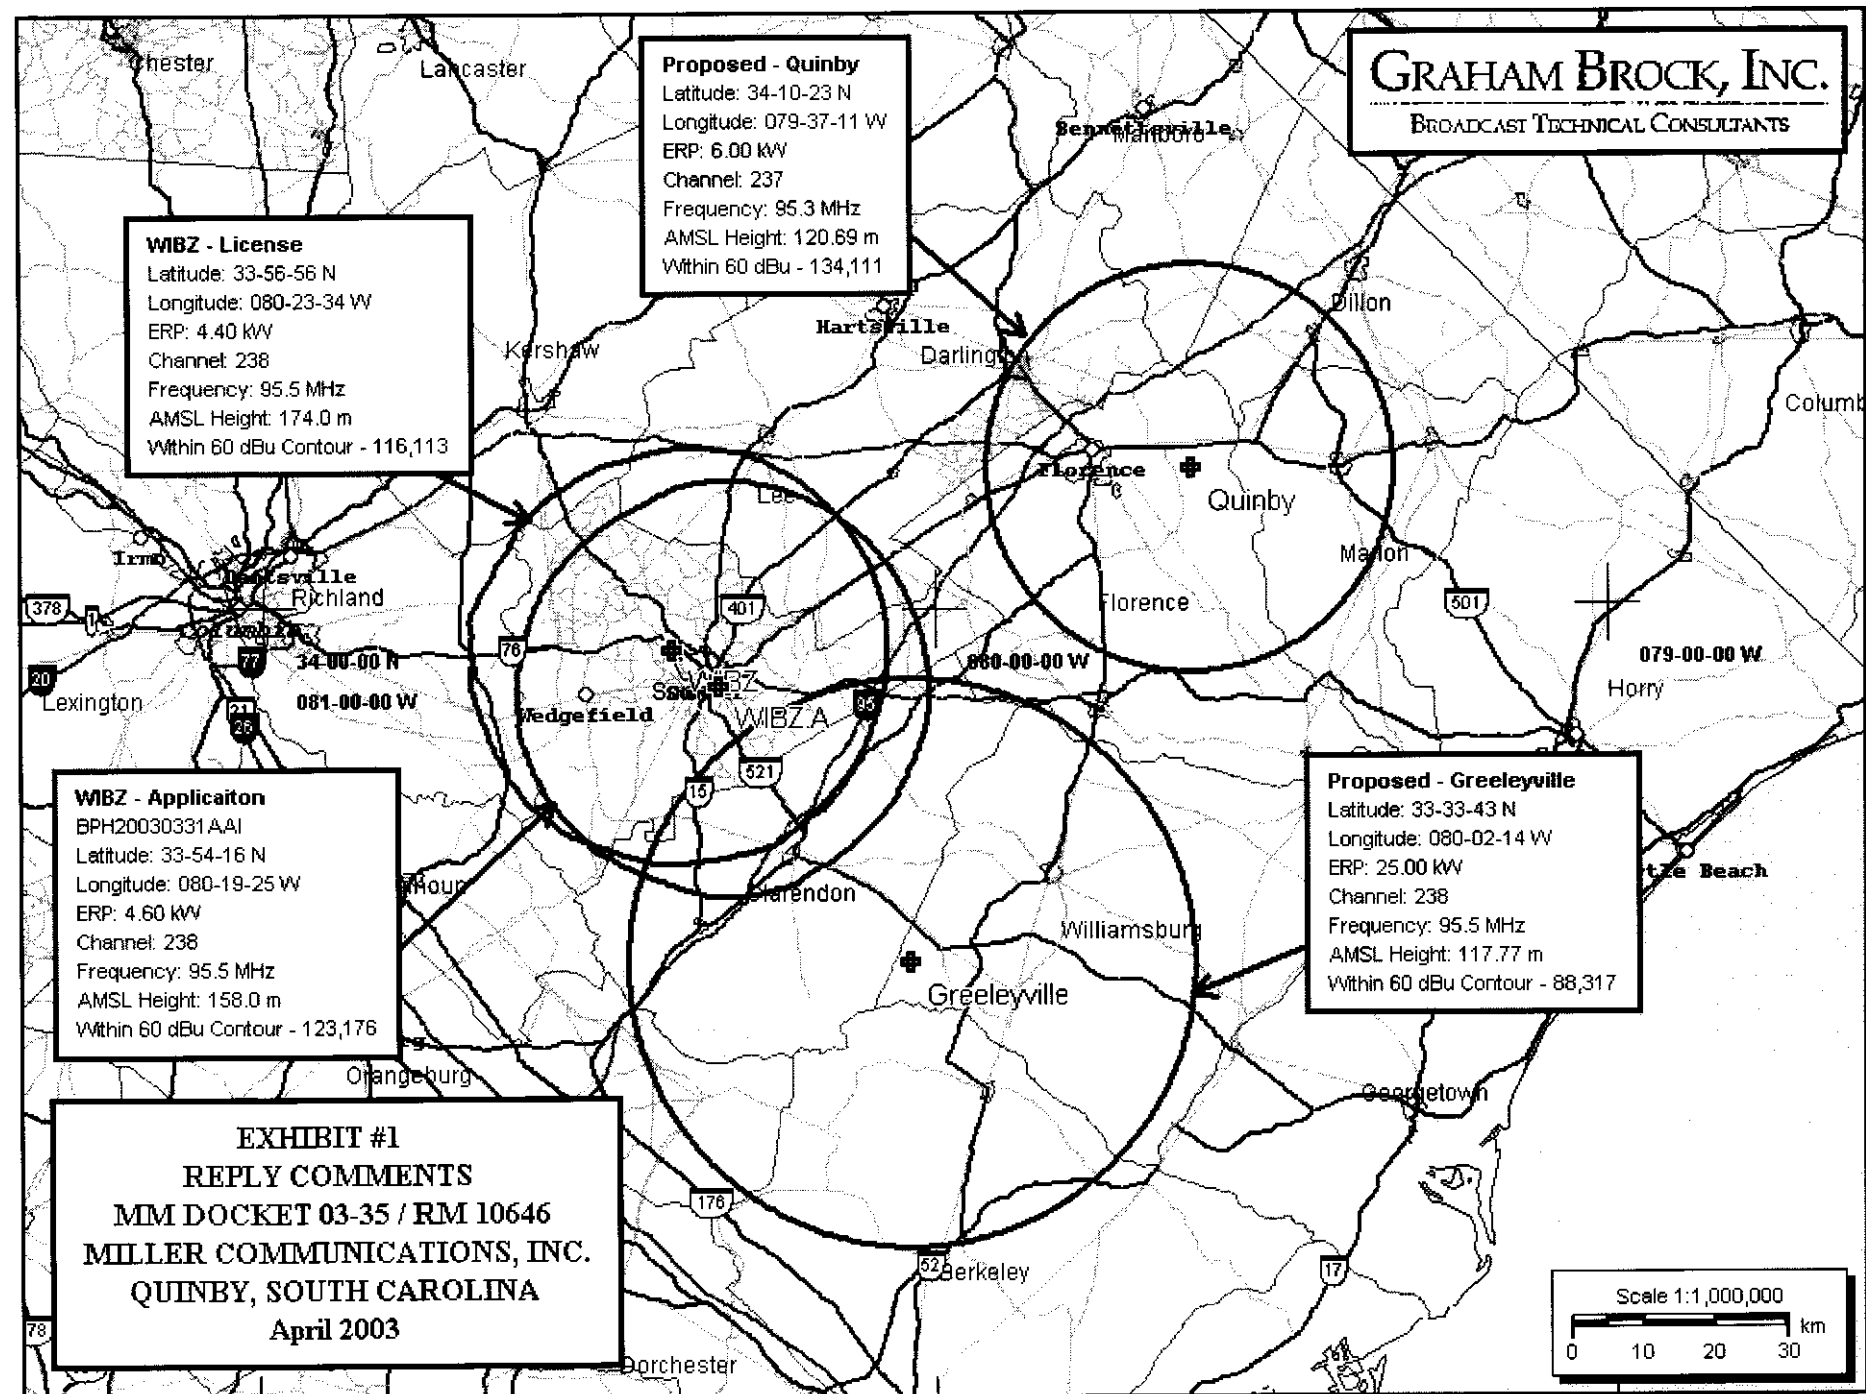 GRAHAM BROCK, INC.
BROADCAST TECHNICAL CONSULTANTS
Proposed - Quinby
Latitude: 34-10-23 N
Longitude: 079-37-11 W
ERP: 6.00 kW
Channel: 237
Frequency: 95.3 MHz
AMSL Height: 120.69 m
Within 60 dBu - 134,111
WIBZ - License
Latitude: 33-56-56 N
Longitude: 080-23-34 W
ERP: 4.40 kW
Channel: 238
Frequency: 95.5 MHz
AMSL Height: 174.0 m
Within 60 dBu Contour - 116,113
Chester
Lancaster
Bennettsville
Marlboro
Dillon
Hartsville
Darlington
Kershaw
Columb
Lee
Florence
Quinby
Marion
Irmo
Richland
378
1
401
Florence
501
76
77
34-00-00 N
080-00-00 W
079-00-00 W
20
Lexington
081-00-00 W
21
26
WIBZ
Wedgefield
95
Horry
WIBZ.A
521
15
WIBZ - Applicaiton
BPH20030331AAI
Latitude: 33-54-16 N
Longitude: 080-19-25 W
ERP: 4.60 kW
Channel: 238
Frequency: 95.5 MHz
AMSL Height: 158.0 m
Within 60 dBu Contour - 123,176
Proposed - Greeleyville
Latitude: 33-33-43 N
Longitude: 080-02-14 W
ERP: 25.00 kW
Channel: 238
Frequency: 95.5 MHz
AMSL Height: 117.77 m
Within 60 dBu Contour - 88,317
tle Beach
Clarendon
Williamsburg
Greeleyville
Orangeburg
Georgetown
EXHIBIT #1
REPLY COMMENTS
MM DOCKET 03-35 / RM 10646
MILLER COMMUNICATIONS, INC.
QUINBY, SOUTH CAROLINA
April 2003
176
52
Berkeley
17
78
Dorchester
Scale 1:1,000,000
km
0 10 20 30